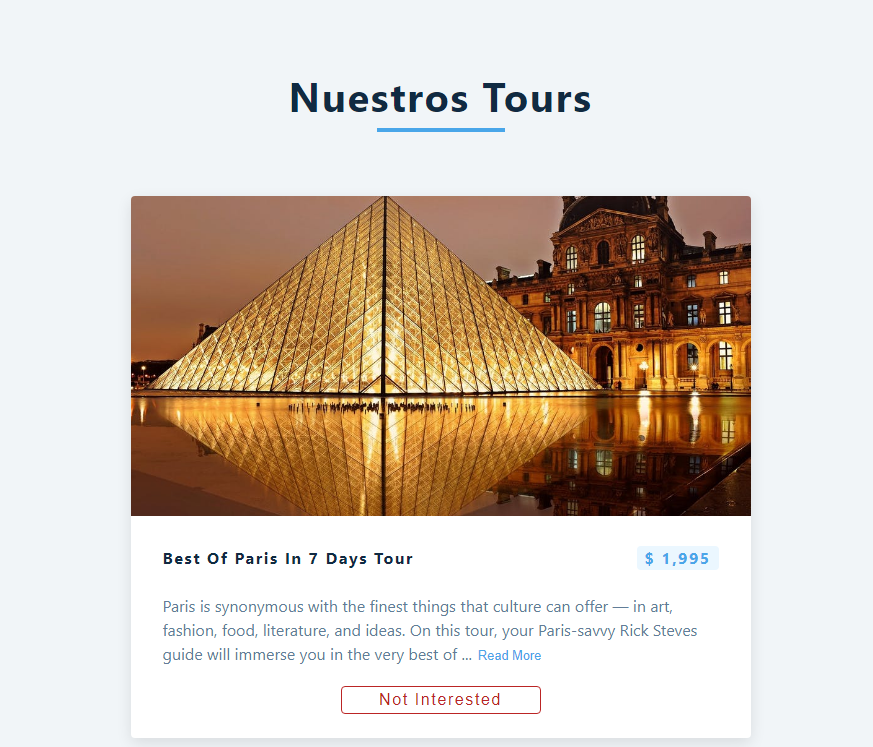 Nuestros Tours
Best Of Paris In 7 Days Tour
$ 1,995
Paris is synonymous with the finest things that culture can offer — in art,
fashion, food, literature, and ideas. On this tour, your Paris-savvy Rick Steves
guide will immerse you in the very best of ... Read More
Not Interested